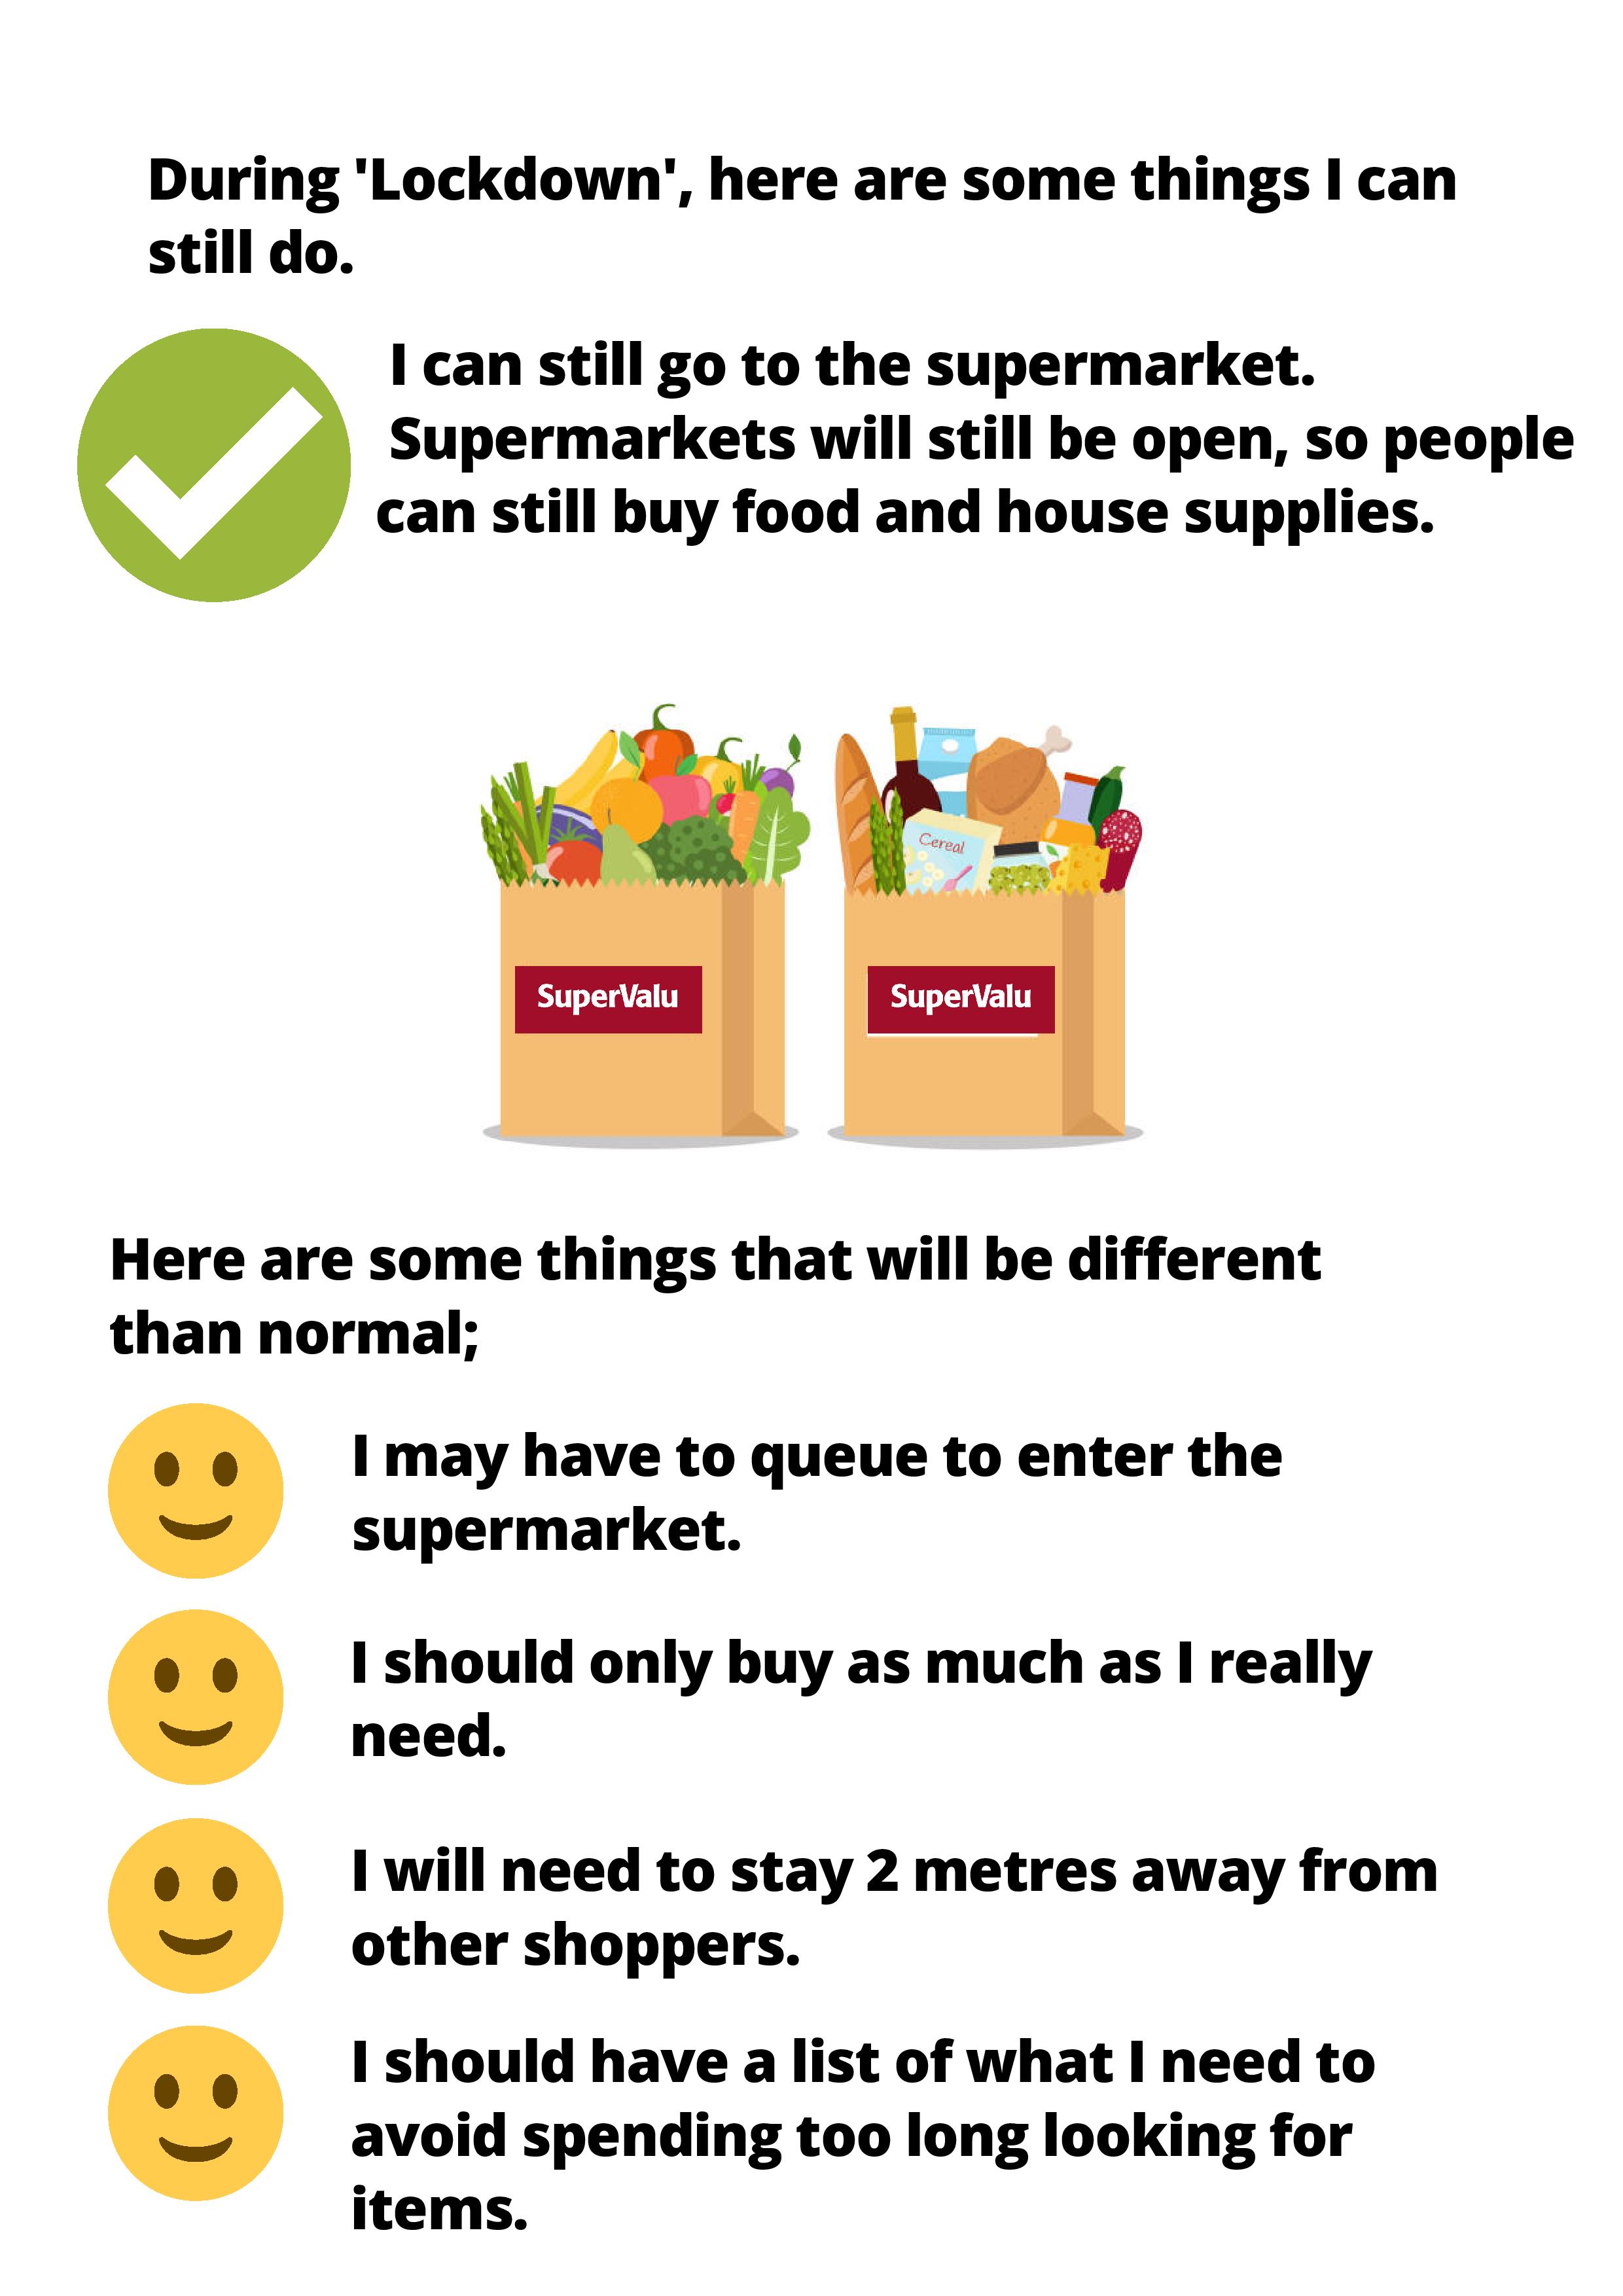 During 'Lockdown', here are some things I can
still do.
I can still go to the supermarket.
Supermarkets will still be open, so people
can still buy food and house supplies.
Cereal
SuperValu
SuperValu
Here are some things that will be different
than normal;
I may have to queue to enter the
supermarket.
I should only buy as much as I really
need.
I will need to stay 2 metres away from
other shoppers.
I should have a list of what I need to
avoid spending too long looking for
items.